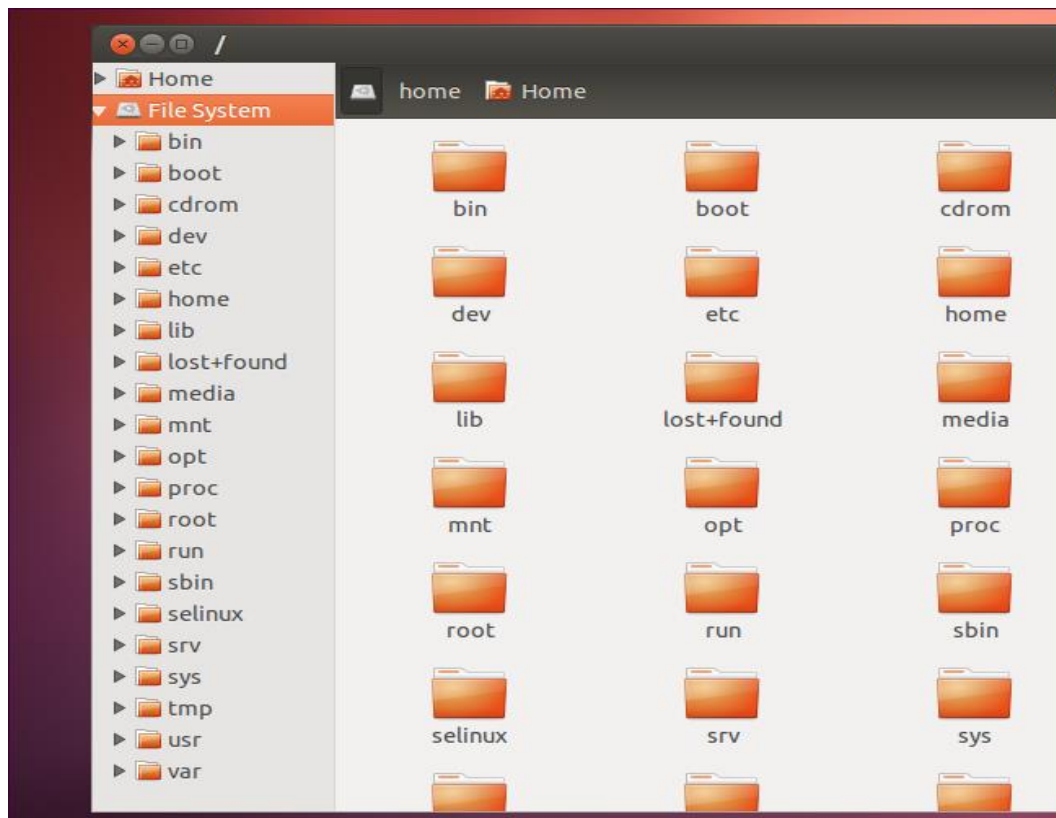 /
Home
File System
bin
boot
cdrom
dev
etc
home
lib
lost+found
media
mnt
opt
proc
root
run
sbin
selinux
srv
sys
tmp
usr
var
home Home
bin boot cdrom
dev etc home
lib lost+found media
mnt opt proc
root run sbin
selinux srv sys